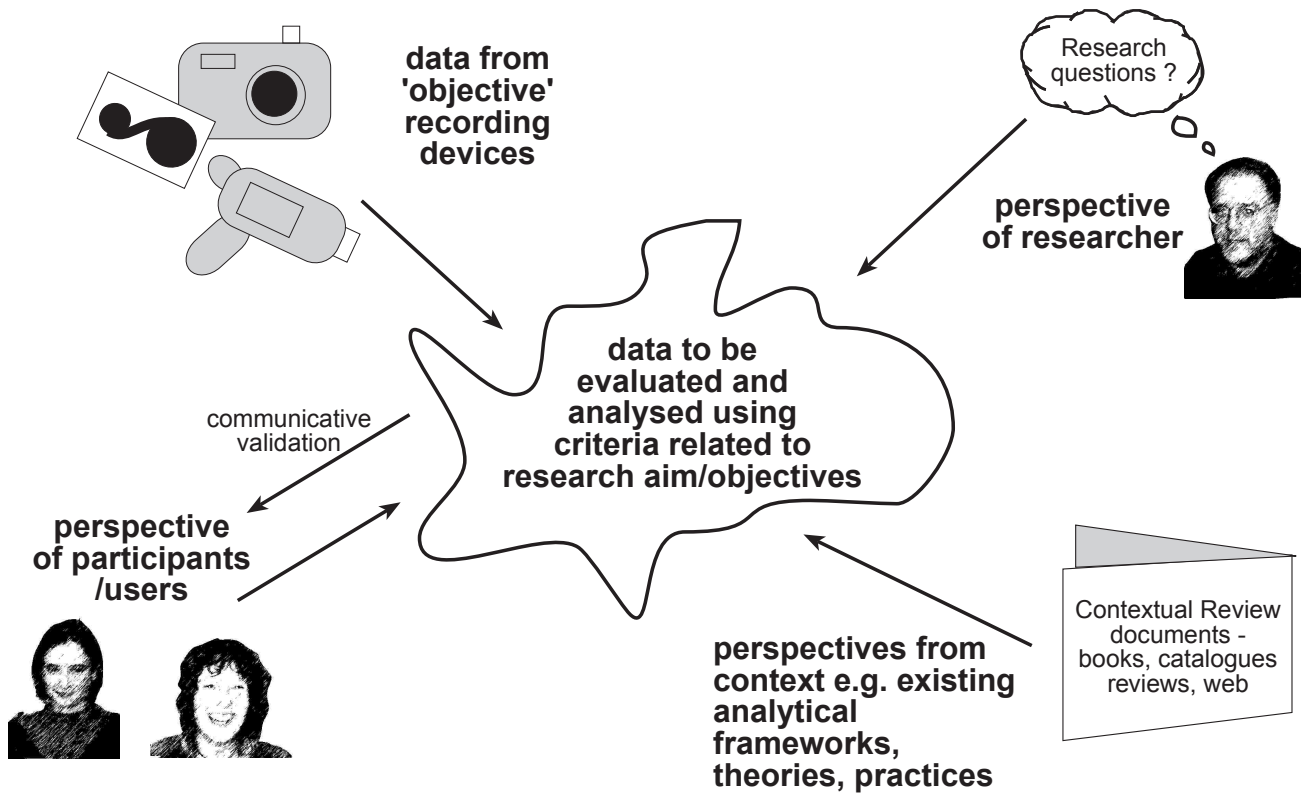 data from
'objective'
recording
devices
Research
questions ?
perspective
of researcher
data to be
evaluated and
analysed using
criteria related to
research aim/objectives
communicative
validation
perspective
of participants
/users
perspectives from
context e.g. existing
analytical
frameworks,
theories, practices
Contextual Review
documents -
books, catalogues
reviews, web